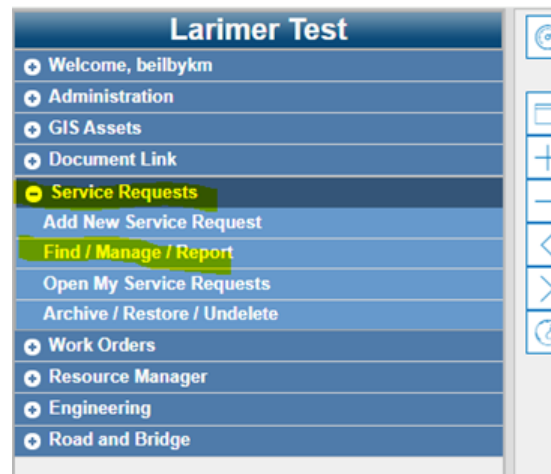 Larimer Test
Welcome, beilbykm
Administration
GIS Assets
Document Link
Service Requests
Add New Service Request
Find / Manage / Report
Open My Service Requests
Archive / Restore / Undelete
Work Orders
Resource Manager
Engineering
Road and Bridge